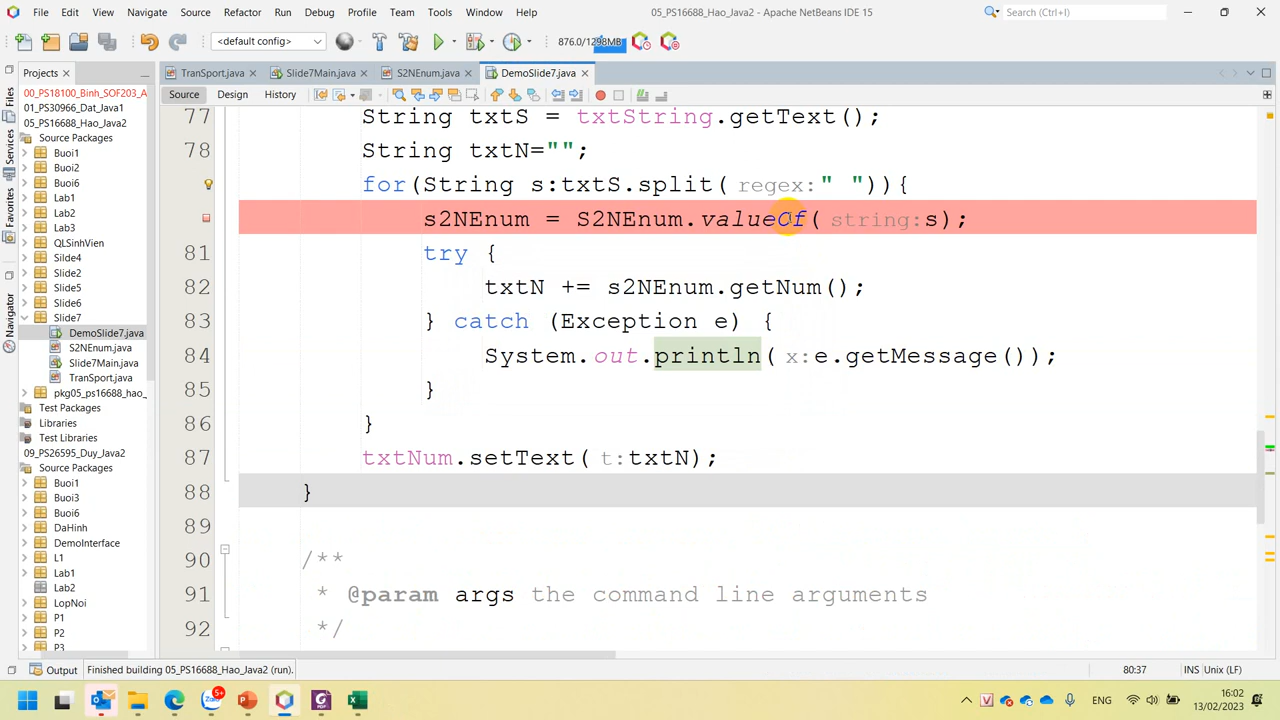 File Edit View Navigate Source Refactor Run Debug Profile Team Tools Window Help 05_PS16688_Hao_Java2 - Apache NetBeans IDE 15 Search (Ctrl+I)
<default config> 876.0/1298MB
Projects TranSport.java Slide7Main.java S2NEnum.java DemoSlide7.java
Source Design History
Files
Services
Navigator
00_PS18100_Binh_SOF203_A
01_PS30966_Dat_Java1
05_PS16688_Hao_Java2
Source Packages
Buoi1
Buoi2
Buoi6
Lab1
Lab2
Lab3
QLSinhVien
Slide4
Slide2
Slide5
Slide6
Slide7
DemoSlide7.java
S2NEnum.java
Slide7Main.java
TranSport.java
pkg05_ps16688_hao_
Test Packages
Libraries
Test Libraries
09_PS26595_Duy_Java2
Source Packages
Buoi1
Buoi3
Buoi6
DaHinh
DemoInterface
L1
Lab1
Lab2
LopNoi
P1
P2
P3
77 String txtS = txtString.getText();
78 String txtN="";
for(String s:txtS.split( regex:" ")){
s2NEnum = S2NEnum.valueOf( string:s);
81 try {
82 txtN += s2NEnum.getNum();
83 } catch (Exception e) {
84 System.out.println( x:e.getMessage());
85 }
86 }
87 txtNum.setText( t:txtN);
88 }
89
90 /**
91 * @param args the command line arguments
92 */
Output Finished building 05_PS16688_Hao_Java2 (run). 80:37 INS Unix (LF)
Zalo 5+ ENG 16:02
13/02/2023